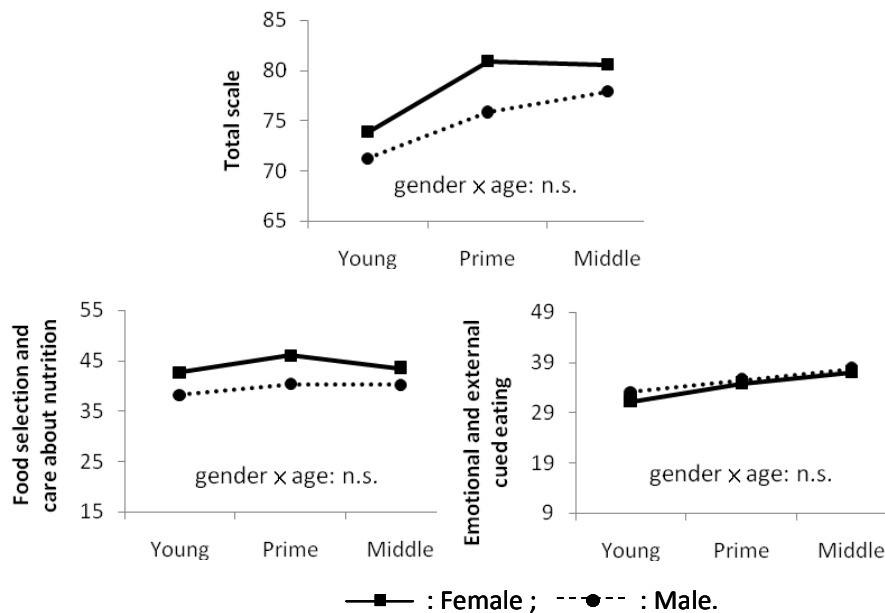 85
80
75
70
65
Total scale
gender x age: n.s.
Young Prime Middle
55
45
35
25
15
Food selection and
care about nutrition
gender x age: n.s.
Young Prime Middle
49
39
29
19
9
Emotional and external
cued eating
gender x age: n.s.
Young Prime Middle
: Female ; : Male.